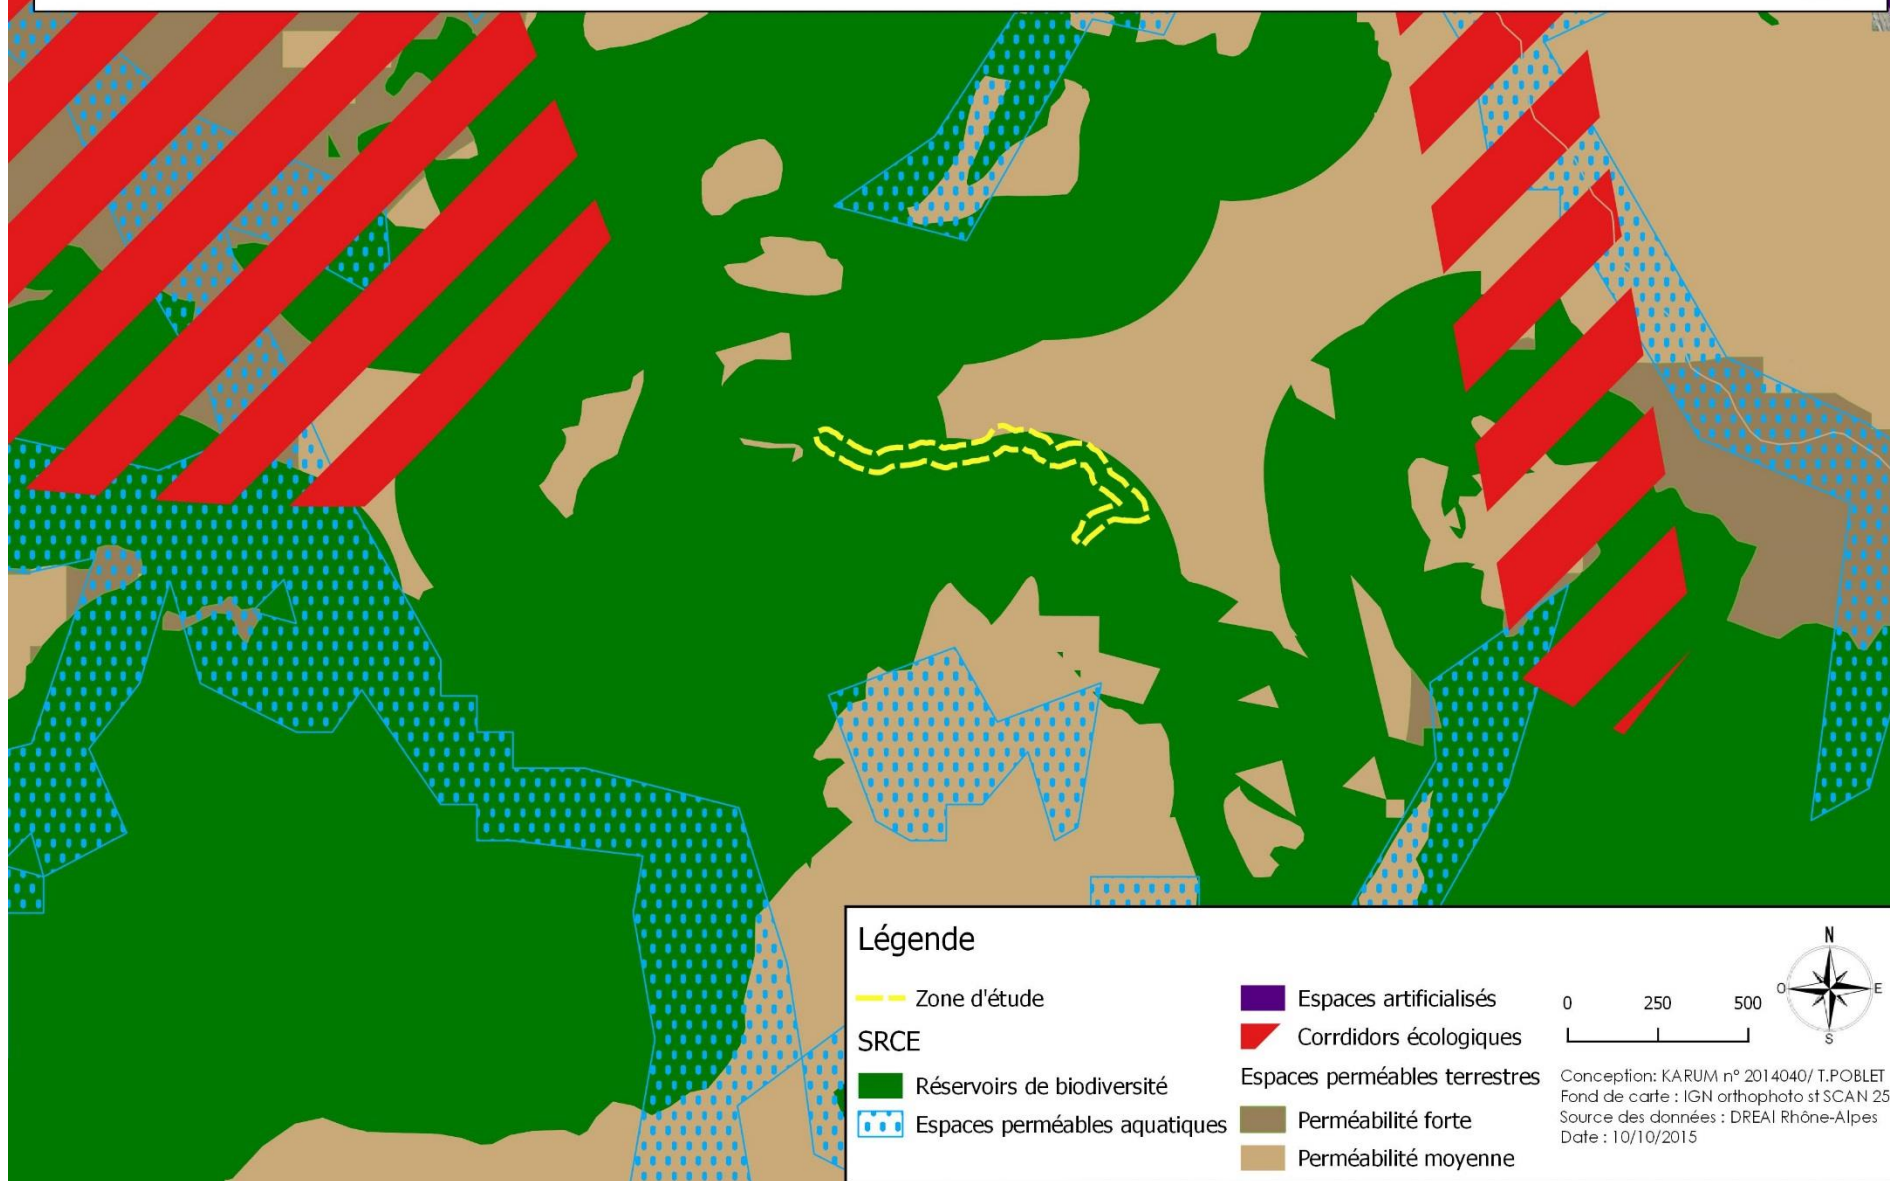 Légende
Zone d'étude
SRCE
Réservoirs de biodiversité
Espaces perméables aquatiques
Espaces artificialisés
Corrdidors écologiques
Espaces perméables terrestres
Perméabilité forte
Perméabilité moyenne
0 250 500
N
O E
S
Conception: KARUM n° 2014040/ T.POBLET
Fond de carte : IGN orthophoto st SCAN 25
Source des données : DREAl Rhône-Alpes
Date : 10/10/2015